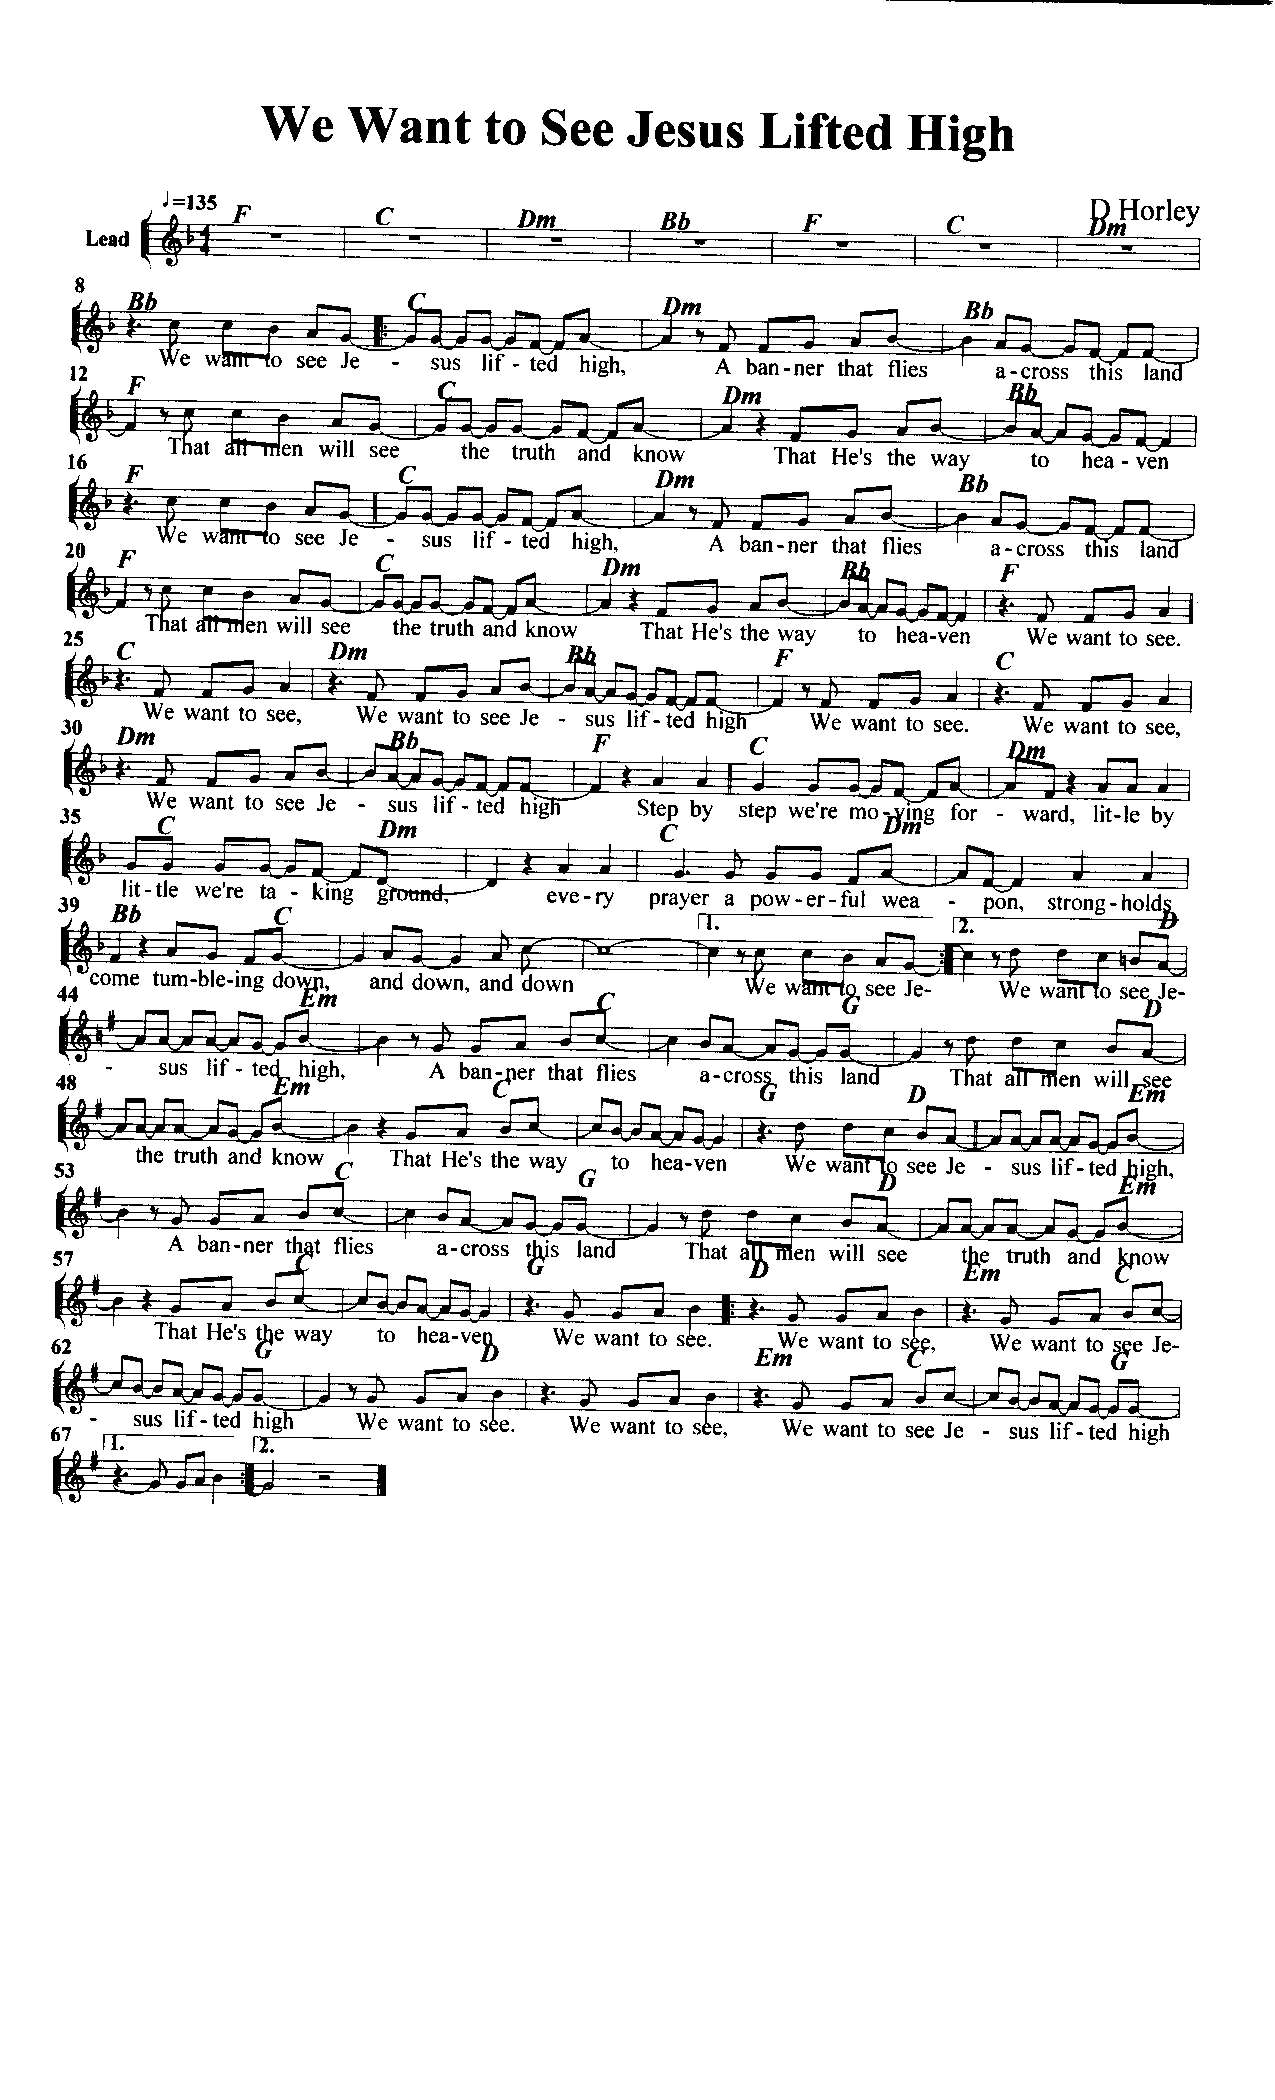 We Want to See Jesus Lifted High
D Horley
♩=135
F C Dm Bb F C Dm
Lead
8
Bb C Dm Bb
We want to see Je - sus lif - ted high, A ban-ner that flies a-cross this land
12
F C Dm Bb
That all men will see the truth and know That He's the way to hea - ven
16
F C Dm Bb
We want to see Je - sus lif - ted high, A ban-ner that flies a-cross this land
20
F C Dm Bb F
That all men will see the truth and know That He's the way to hea-ven We want to see.
25
C Dm Bb F C
We want to see, We want to see Je - sus lif-ted high We want to see. We want to see,
30
Dm Bb F C Dm
We want to see Je - sus lif - ted high Step by step we're mo-ving for - ward, lit-le by
35
C Dm C Dm
lit-tle we're ta - king ground, eve-ry prayer a pow-er-ful wea - pon, strong-holds
39
Bb C 1. 2. D
come tum-ble-ing down, and down, and down We want to see Je- We want to see Je-
44
Em C G D
- sus lif - ted high, A ban-ner that flies a-cross this land That all men will see
48
Em C G D Em
the truth and know That He's the way to hea-ven We want to see Je - sus lif-ted high,
53
C G D Em
A ban-ner that flies a-cross this land That all men will see the truth and know
57
C G D Em C
That He's the way to hea-ven We want to see. We want to see, We want to see Je-
62
G D Em C G
- sus lif-ted high We want to see. We want to see, We want to see Je - sus lif-ted high
67
1. 2.